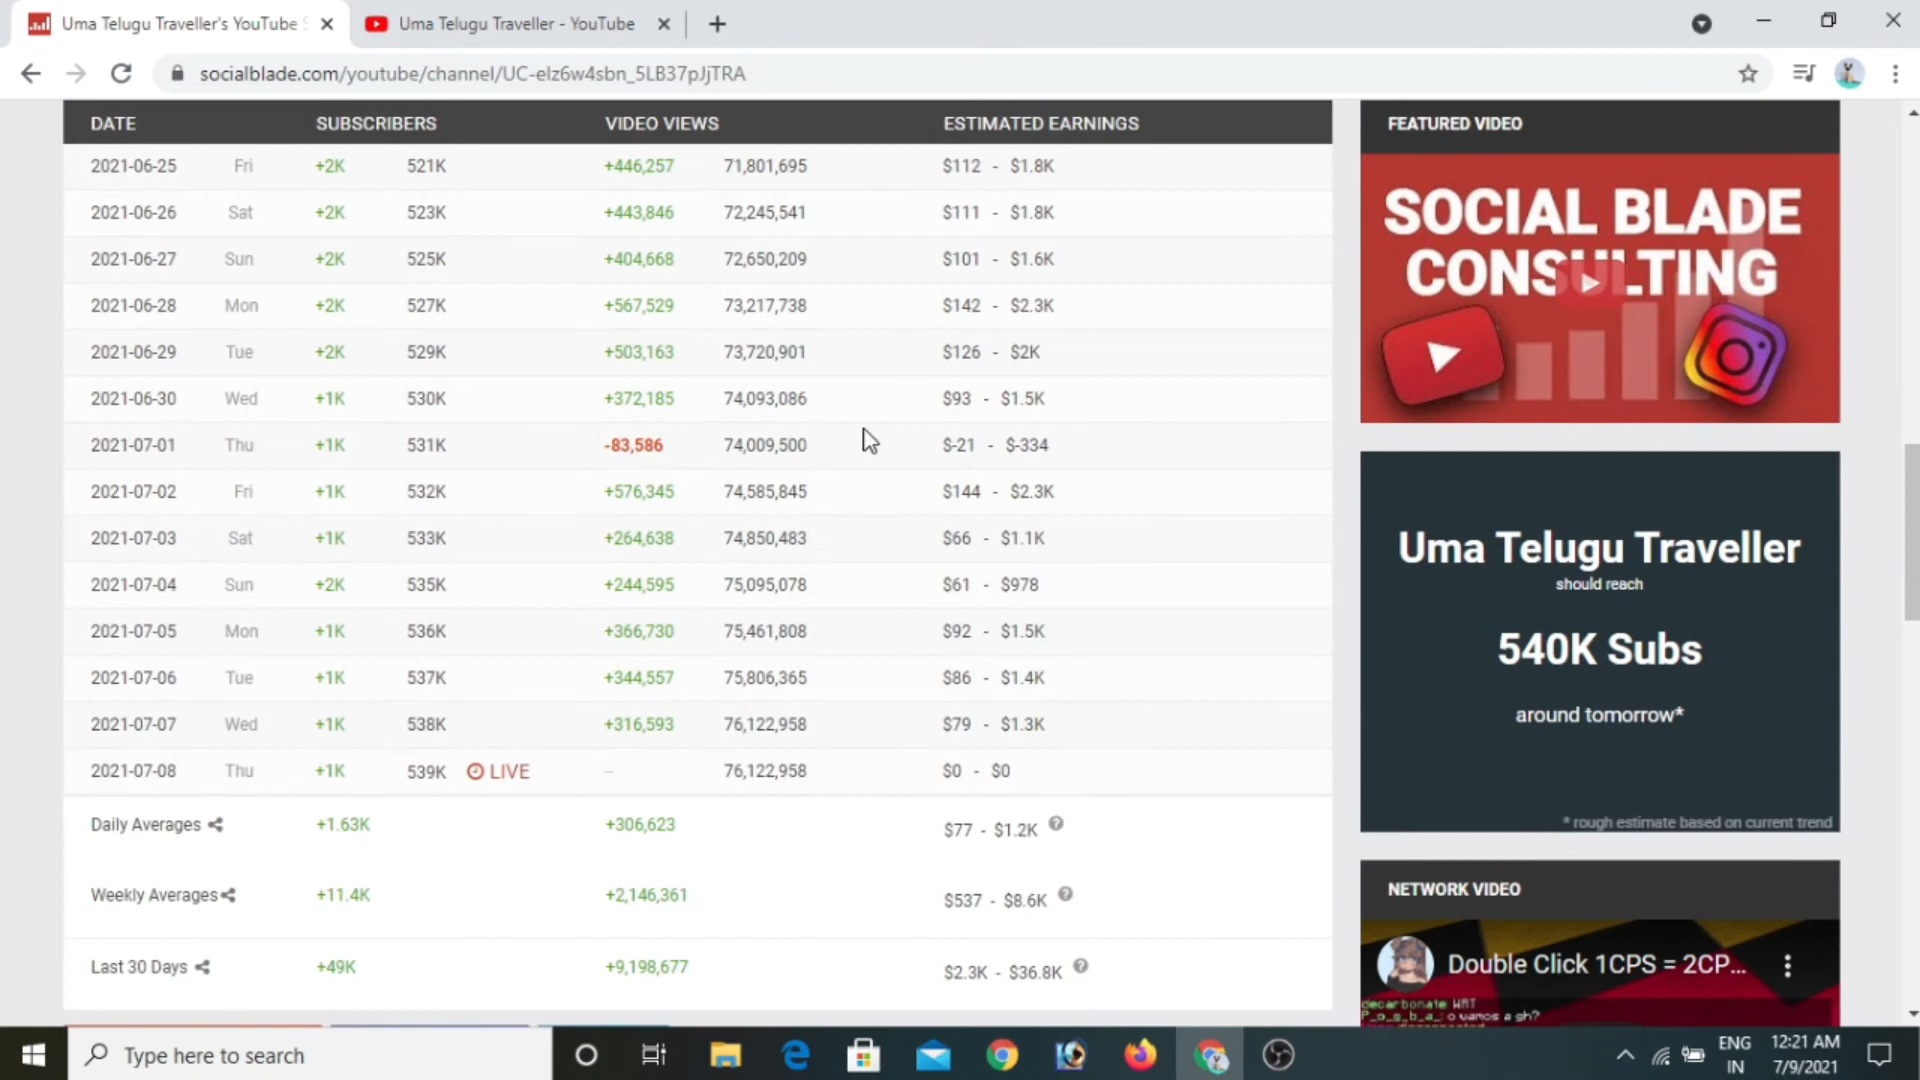 Uma Telugu Traveller's YouTube S
Uma Telugu Traveller - YouTube
socialblade.com/youtube/channel/UC-elz6w4sbn_5LB37pJjTRA
DATE SUBSCRIBERS VIDEO VIEWS ESTIMATED EARNINGS
2021-06-25 Fri +2K 521K +446,257 71,801,695 $112 - $1.8K
2021-06-26 Sat +2K 523K +443,846 72,245,541 $111 - $1.8K
2021-06-27 Sun +2K 525K +404,668 72,650,209 $101 - $1.6K
2021-06-28 Mon +2K 527K +567,529 73,217,738 $142 - $2.3K
2021-06-29 Tue +2K 529K +503,163 73,720,901 $126 - $2K
2021-06-30 Wed +1K 530K +372,185 74,093,086 $93 - $1.5K
2021-07-01 Thu +1K 531K -83,586 74,009,500 $-21 - $-334
2021-07-02 Fri +1K 532K +576,345 74,585,845 $144 - $2.3K
2021-07-03 Sat +1K 533K +264,638 74,850,483 $66 - $1.1K
2021-07-04 Sun +2K 535K +244,595 75,095,078 $61 - $978
2021-07-05 Mon +1K 536K +366,730 75,461,808 $92 - $1.5K
2021-07-06 Tue +1K 537K +344,557 75,806,365 $86 - $1.4K
2021-07-07 Wed +1K 538K +316,593 76,122,958 $79 - $1.3K
2021-07-08 Thu +1K 539K LIVE -- 76,122,958 $0 - $0
Daily Averages +1.63K +306,623 $77 - $1.2K
Weekly Averages +11.4K +2,146,361 $537 - $8.6K
Last 30 Days +49K +9,198,677 $2.3K - $36.8K
FEATURED VIDEO
SOCIAL BLADE
CONSULTING
Uma Telugu Traveller
should reach
540K Subs
around tomorrow*
* rough estimate based on current trend
NETWORK VIDEO
Double Click 1CPS = 2CP...
Type here to search
ENG
IN
12:21 AM
7/9/2021